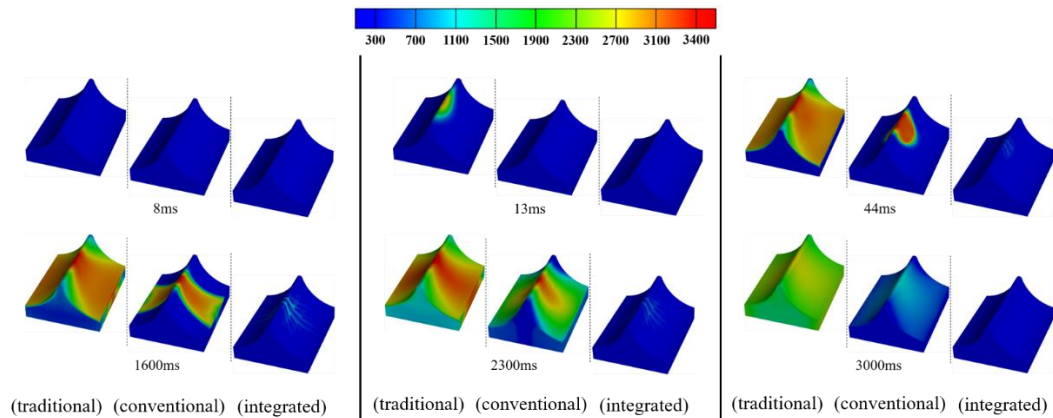 300 700 1100 1500 1900 2300 2700 3100 3400
8ms
13ms
44ms
1600ms
2300ms
3000ms
(traditional) (conventional) (integrated)
(traditional) (conventional) (integrated)
(traditional) (conventional) (integrated)